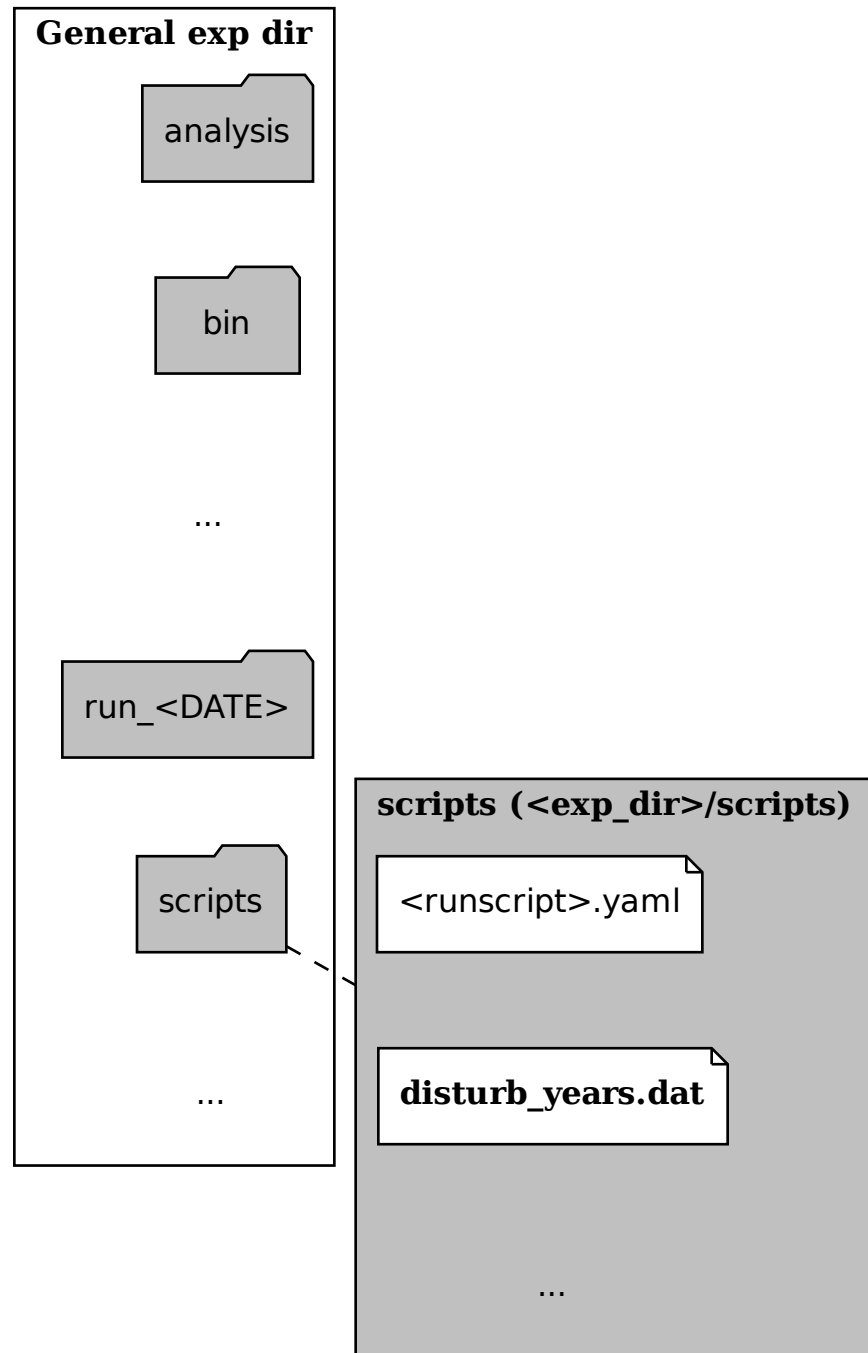 General exp dir
analysis
bin
...
run_<DATE>
scripts
...
scripts (<exp_dir>/scripts)
<runscript>.yaml
disturb_years.dat
...